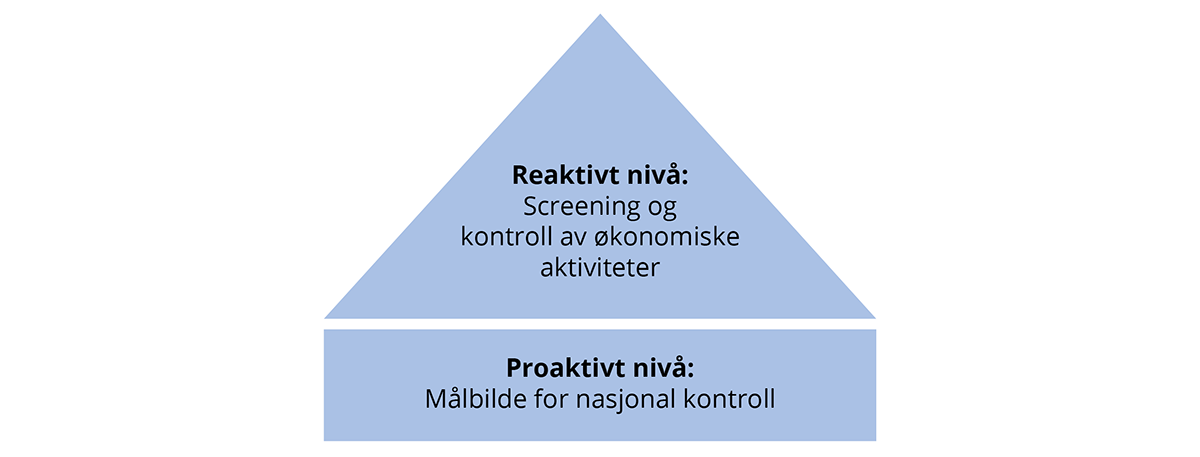 Reaktivt nivå:
Screening og
kontroll av økonomiske
aktiviteter
Proaktivt nivå:
Målbilde for nasjonal kontroll